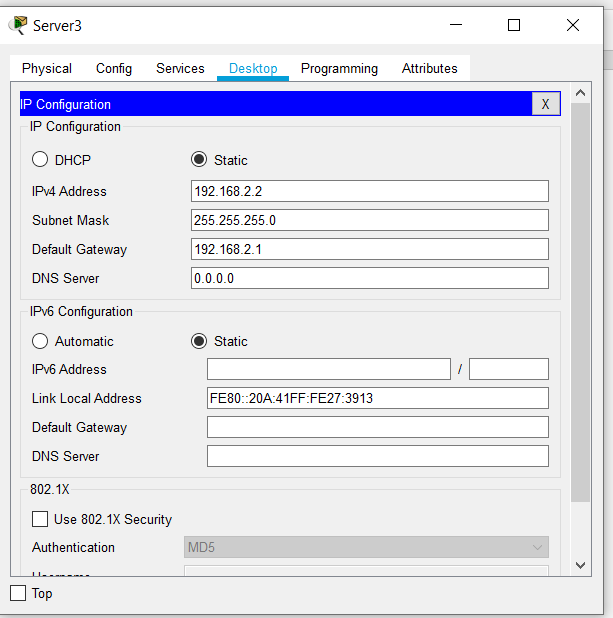 Server3
Physical Config Services Desktop Programming Attributes
IP Configuration X
IP Configuration
DHCP Static
IPv4 Address 192.168.2.2
Subnet Mask 255.255.255.0
Default Gateway 192.168.2.1
DNS Server 0.0.0.0
IPv6 Configuration
Automatic Static
IPv6 Address /
Link Local Address FE80::20A:41FF:FE27:3913
Default Gateway
DNS Server
802.1X
Use 802.1X Security
Authentication MD5
Top